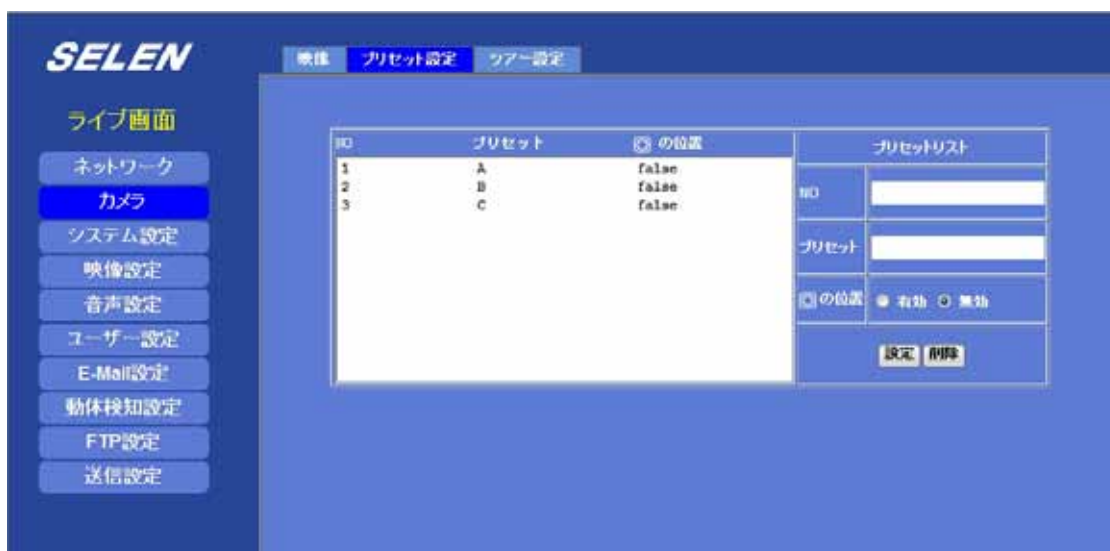 SELEN
映像 プリセット設定 ツアー設定
ライブ画面
ネットワーク
カメラ
システム設定
映像設定
音声設定
ユーザー設定
E-Mail設定
動体検知設定
FTP設定
送信設定
NO プリセット の位置
1 A false
2 B false
3 C false
プリセットリスト
NO
プリセット
の位置 有効 無効
設定 削除